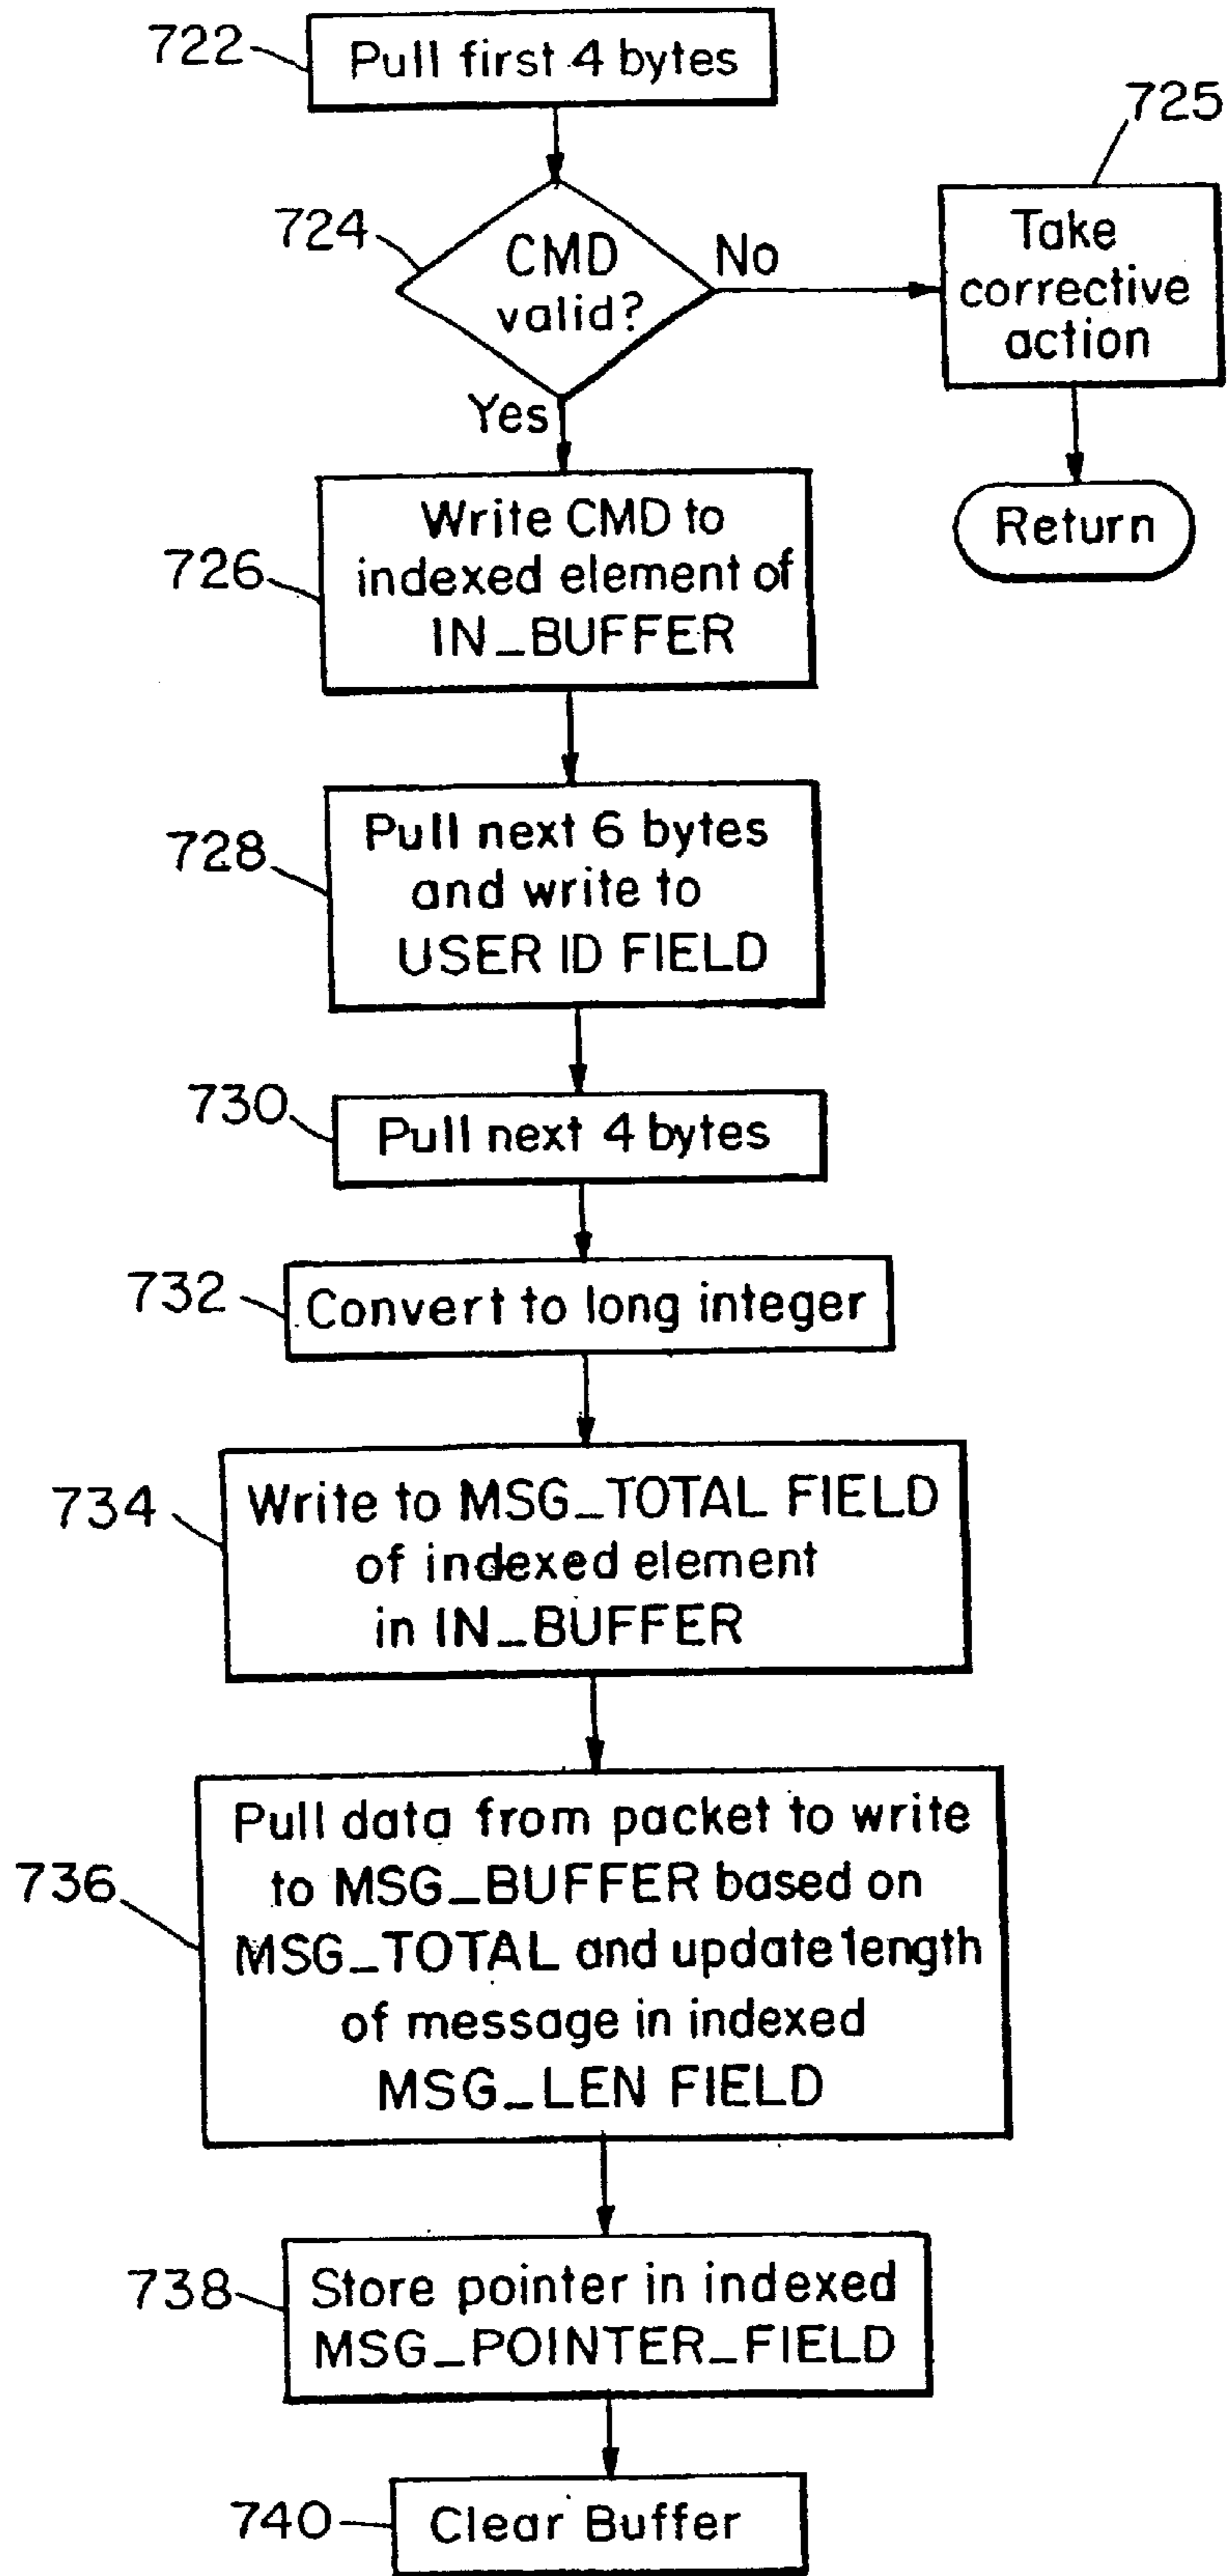 722
Pull first 4 bytes
725
724
CMD
valid?
No
Take
corrective
action
Yes
Return
726
Write CMD to
indexed element of
IN_BUFFER
728
Pull next 6 bytes
and write to
USER ID FIELD
730
Pull next 4 bytes
732
Convert to long integer
734
Write to MSG_TOTAL FIELD
of indexed element
in IN_BUFFER
736
Pull data from packet to write
to MSG_BUFFER based on
MSG_TOTAL and update length
of message in indexed
MSG_LEN FIELD
738
Store pointer in indexed
MSG_POINTER_FIELD
740
Clear Buffer